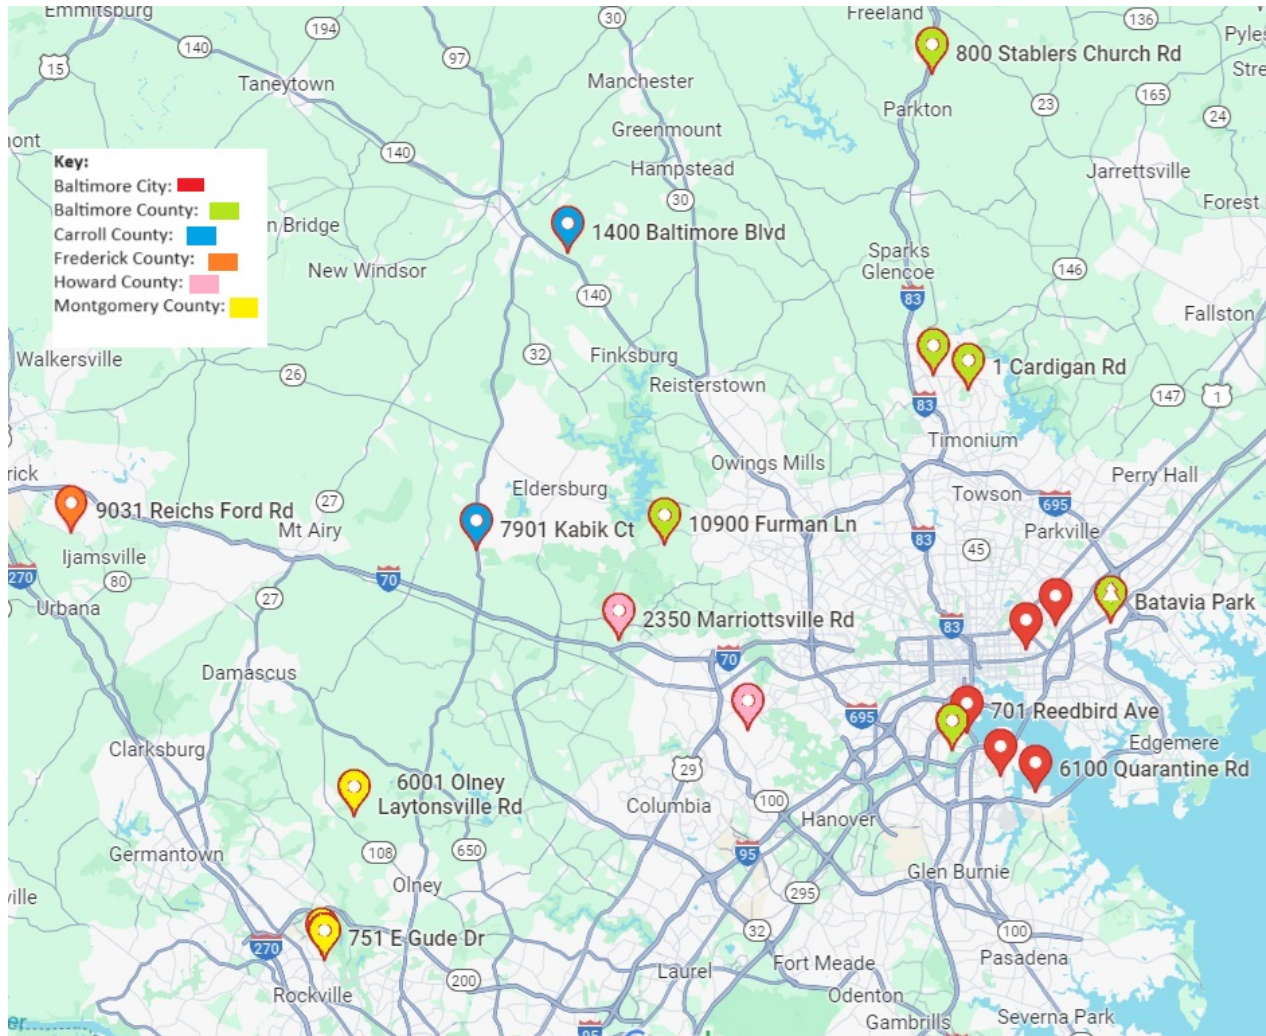 Emmitsburg
194
30
Freeland
136
140
97
800 Stablers Church Rd
15
Taneytown
Manchester
Parkton
23
165
24
Greenmount
140
Hampstead
Jarrettsville
30
Forest
Key:
Baltimore City:
Baltimore County:
Carroll County:
Frederick County:
Howard County:
Montgomery County:
n Bridge
New Windsor
1400 Baltimore Blvd
Sparks
Glencoe
146
83
140
Fallston
Walkersville
32
Finksburg
26
Reisterstown
1 Cardigan Rd
147
1
83
Timonium
rick
Owings Mills
Perry Hall
Eldersburg
Towson
695
9031 Reichs Ford Rd
27
Mt Airy
7901 Kabik Ct
10900 Furman Ln
Parkville
83
45
Ijamsville
270
80
70
27
Urbana
2350 Marriottsville Rd
83
Batavia Park
70
Damascus
695
701 Reedbird Ave
Clarksburg
Edgemere
6100 Quarantine Rd
29
6001 Olney
Laytonsville Rd
Columbia
100
Hanover
Germantown
108
650
95
Glen Burnie
Olney
295
ville
270
751 E Gude Dr
32
100
Pasadena
200
Laurel
Fort Meade
Rockville
Odenton
Gambrills
Severna Park
95